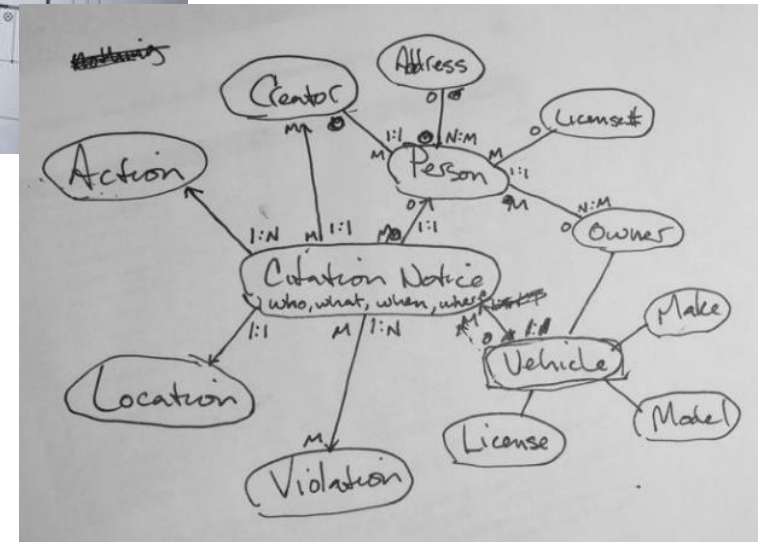 Address
Creator
O
License#
M
1:1
N:M
O
M
M
Person
1:1
Action
O
M
N:M
O
Owner
1:N
M
1:1
1:1
Citation Notice
who, what, when, where
Make
1:1
M
1:N
M
O
Vehicle
Location
Model
License
M
Violation